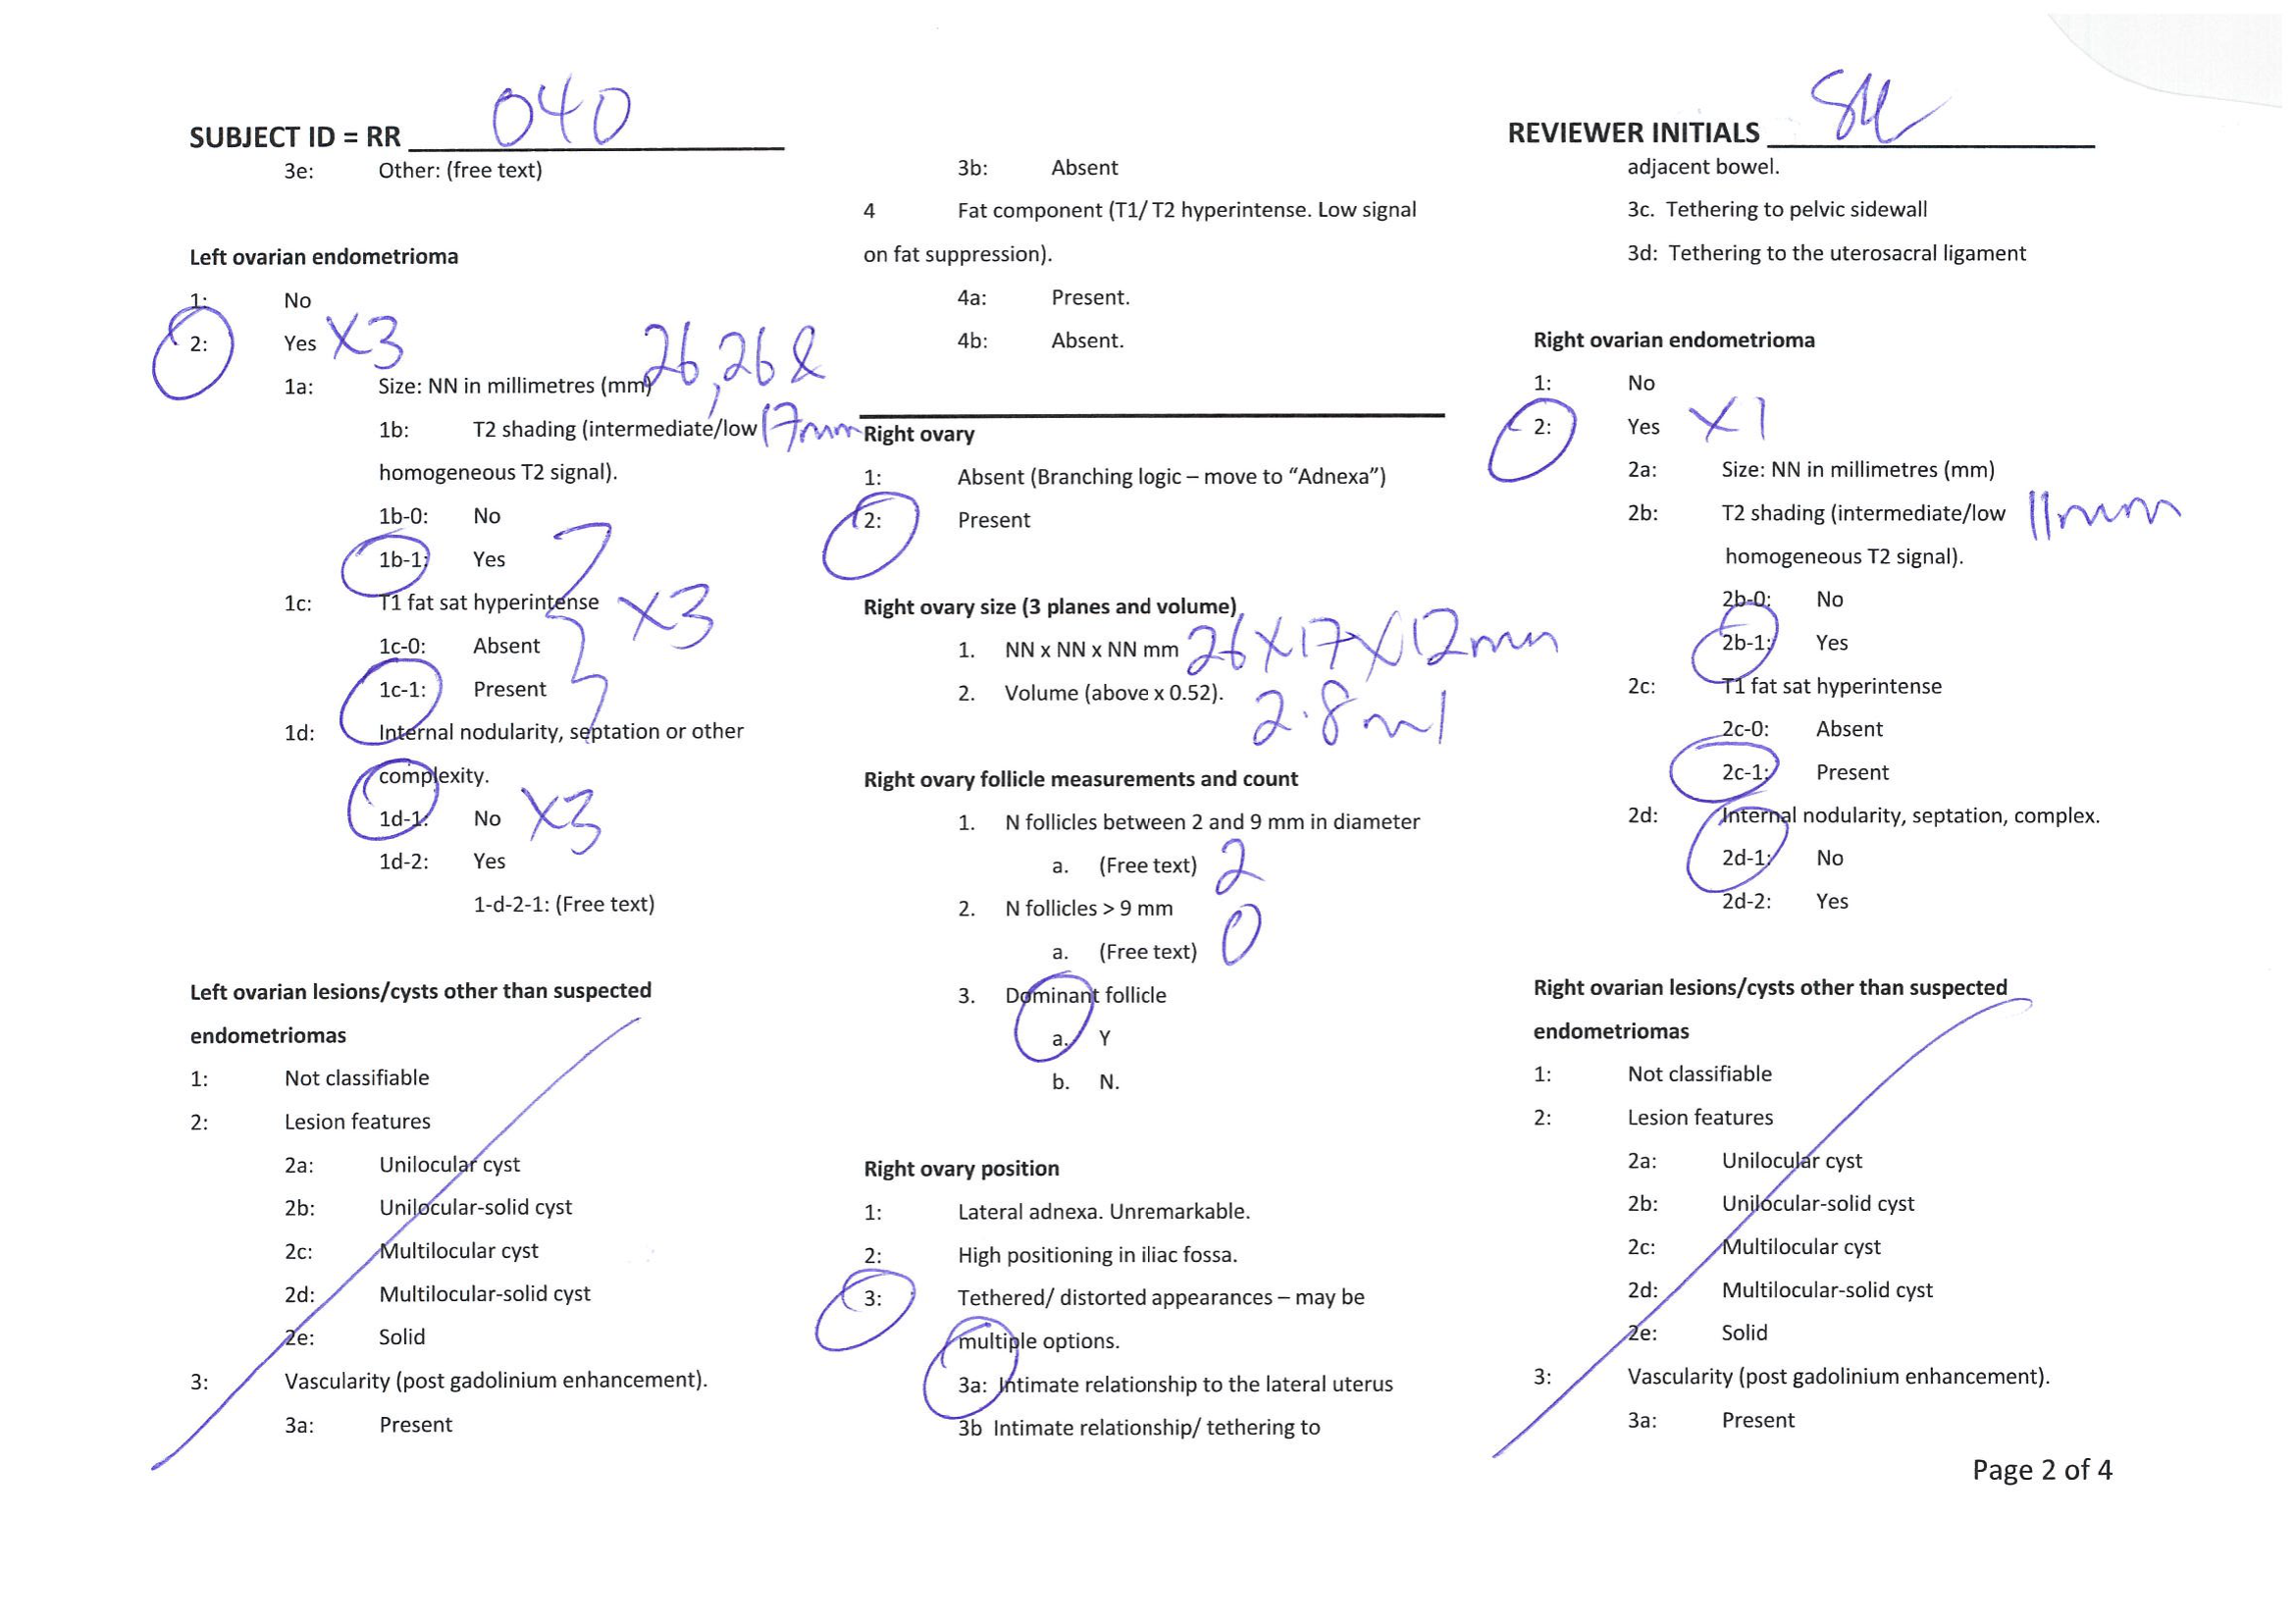 SUBJECT ID = RR 040
3e: Other: (free text)
Left ovarian endometrioma
1: No
2: Yes X3
1a: Size: NN in millimetres (mm) 26, 26 &
1b: T2 shading (intermediate/low 17mm
homogeneous T2 signal).
1b-0: No
1b-1: Yes
1c: T1 fat sat hyperintense X3
1c-0: Absent
1c-1: Present
1d: Internal nodularity, septation or other
complexity.
1d-1: No X3
1d-2: Yes
1-d-2-1: (Free text)
Left ovarian lesions/cysts other than suspected
endometriomas
1: Not classifiable
2: Lesion features
2a: Unilocular cyst
2b: Unilocular-solid cyst
2c: Multilocular cyst
2d: Multilocular-solid cyst
2e: Solid
3: Vascularity (post gadolinium enhancement).
3a: Present
3b: Absent
4 Fat component (T1/ T2 hyperintense. Low signal
on fat suppression).
4a: Present.
4b: Absent.
Right ovary
1: Absent (Branching logic – move to “Adnexa”)
2: Present
Right ovary size (3 planes and volume)
1. NN x NN x NN mm 26X17X12mm
2. Volume (above x 0.52). 2.8ml
Right ovary follicle measurements and count
1. N follicles between 2 and 9 mm in diameter
a. (Free text) 2
2. N follicles > 9 mm
a. (Free text) 0
3. Dominant follicle
a. Y
b. N.
Right ovary position
1: Lateral adnexa. Unremarkable.
2: High positioning in iliac fossa.
3: Tethered/ distorted appearances – may be
multiple options.
3a: Intimate relationship to the lateral uterus
3b Intimate relationship/ tethering to
REVIEWER INITIALS
adjacent bowel.
3c. Tethering to pelvic sidewall
3d: Tethering to the uterosacral ligament
Right ovarian endometrioma
1: No
2: Yes X1
2a: Size: NN in millimetres (mm)
2b: T2 shading (intermediate/low 11mm
homogeneous T2 signal).
2b-0: No
2b-1: Yes
2c: T1 fat sat hyperintense
2c-0: Absent
2c-1: Present
2d: Internal nodularity, septation, complex.
2d-1: No
2d-2: Yes
Right ovarian lesions/cysts other than suspected
endometriomas
1: Not classifiable
2: Lesion features
2a: Unilocular cyst
2b: Unilocular-solid cyst
2c: Multilocular cyst
2d: Multilocular-solid cyst
2e: Solid
3: Vascularity (post gadolinium enhancement).
3a: Present
Page 2 of 4